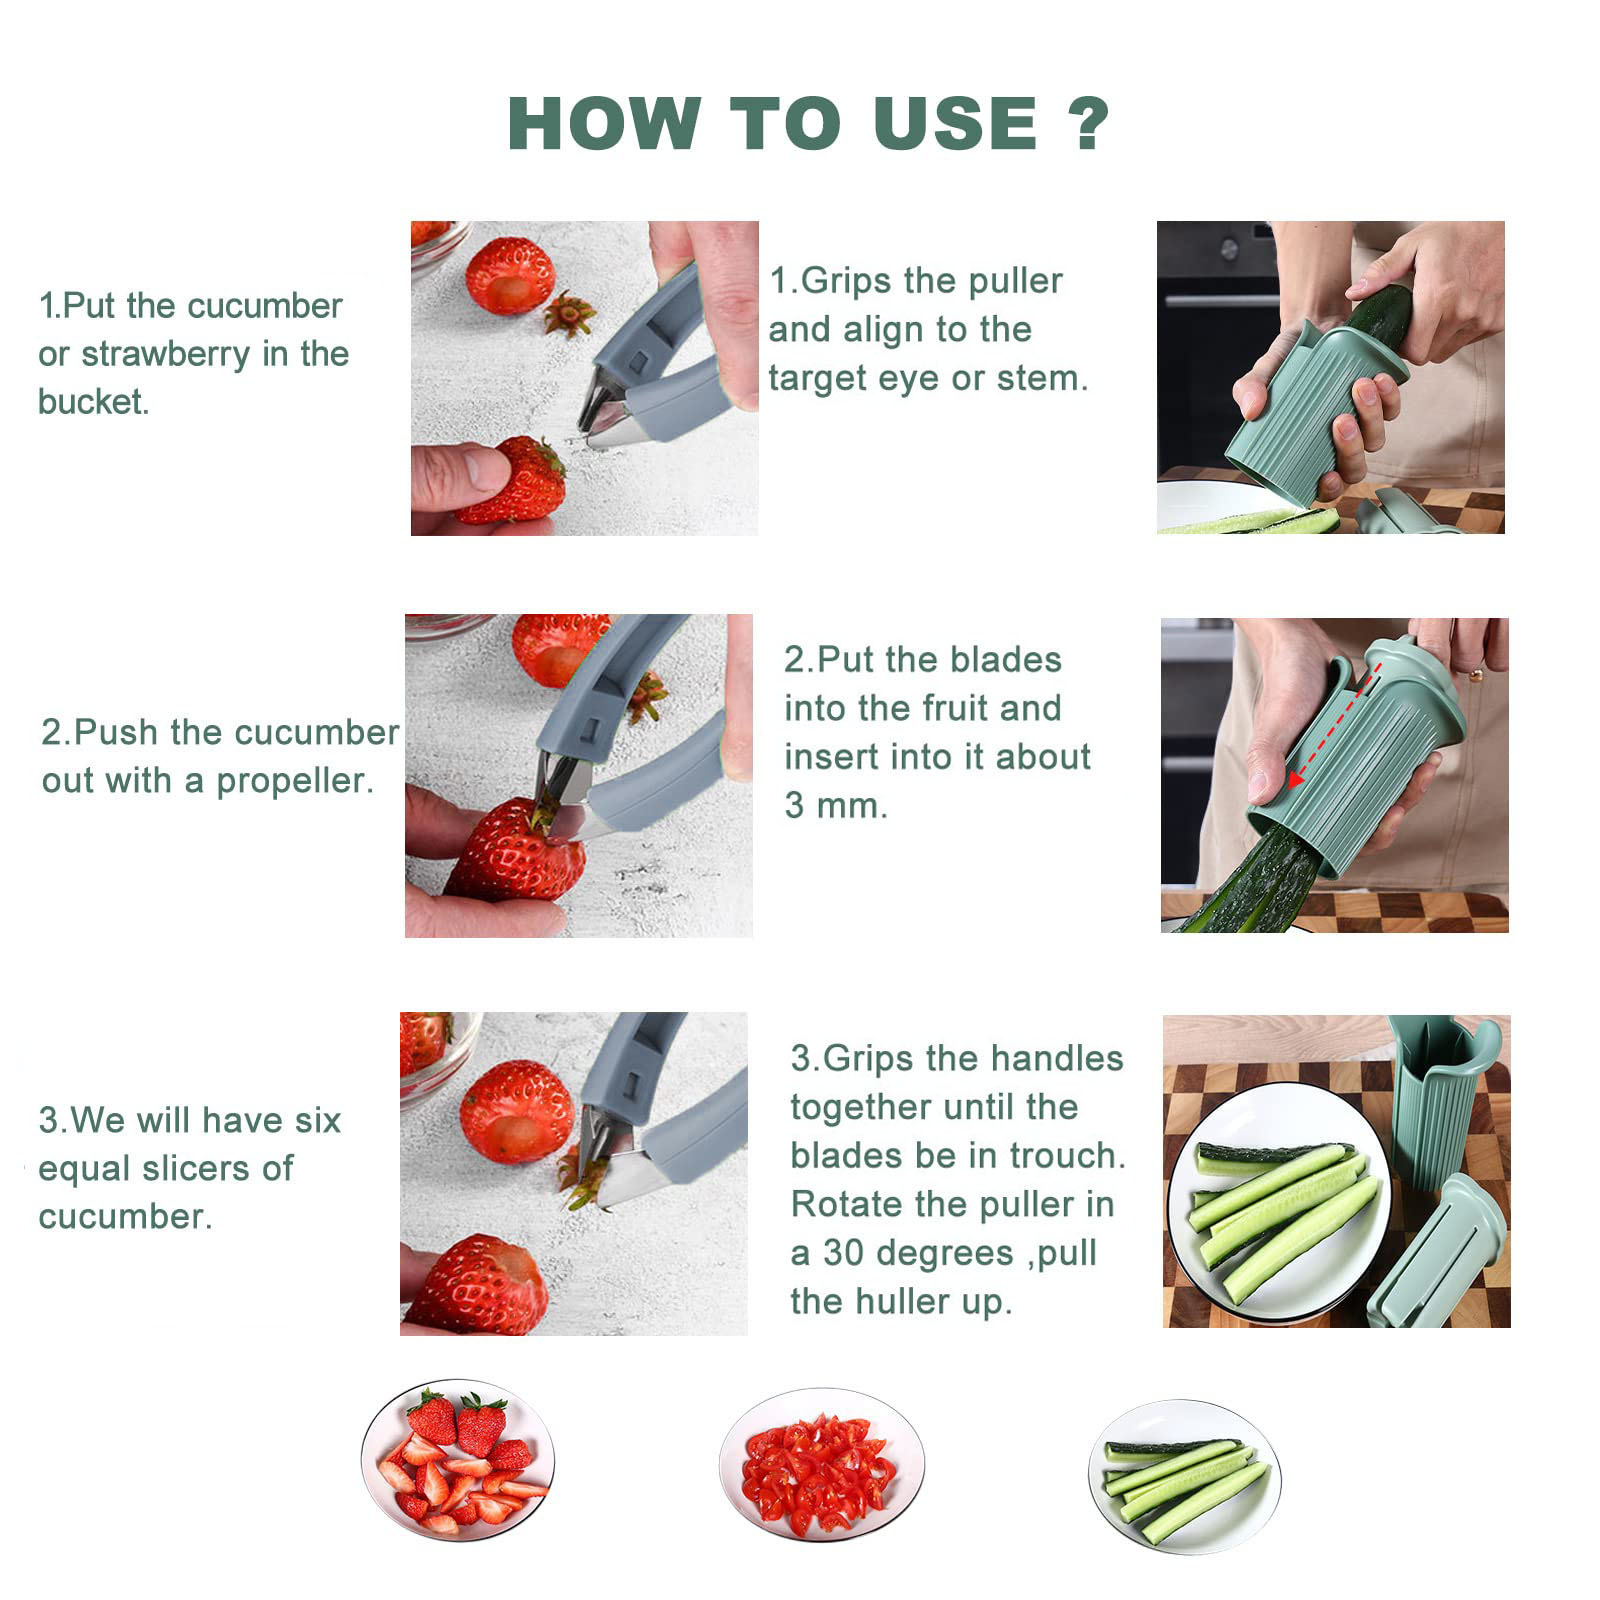 HOW TO USE ?
1.Put the cucumber
or strawberry in the
bucket.
1.Grips the puller
and align to the
target eye or stem.
2.Push the cucumber
out with a propeller.
2.Put the blades
into the fruit and
insert into it about
3 mm.
3.We will have six
equal slicers of
cucumber.
3.Grips the handles
together until the
blades be in trouch.
Rotate the puller in
a 30 degrees ,pull
the huller up.